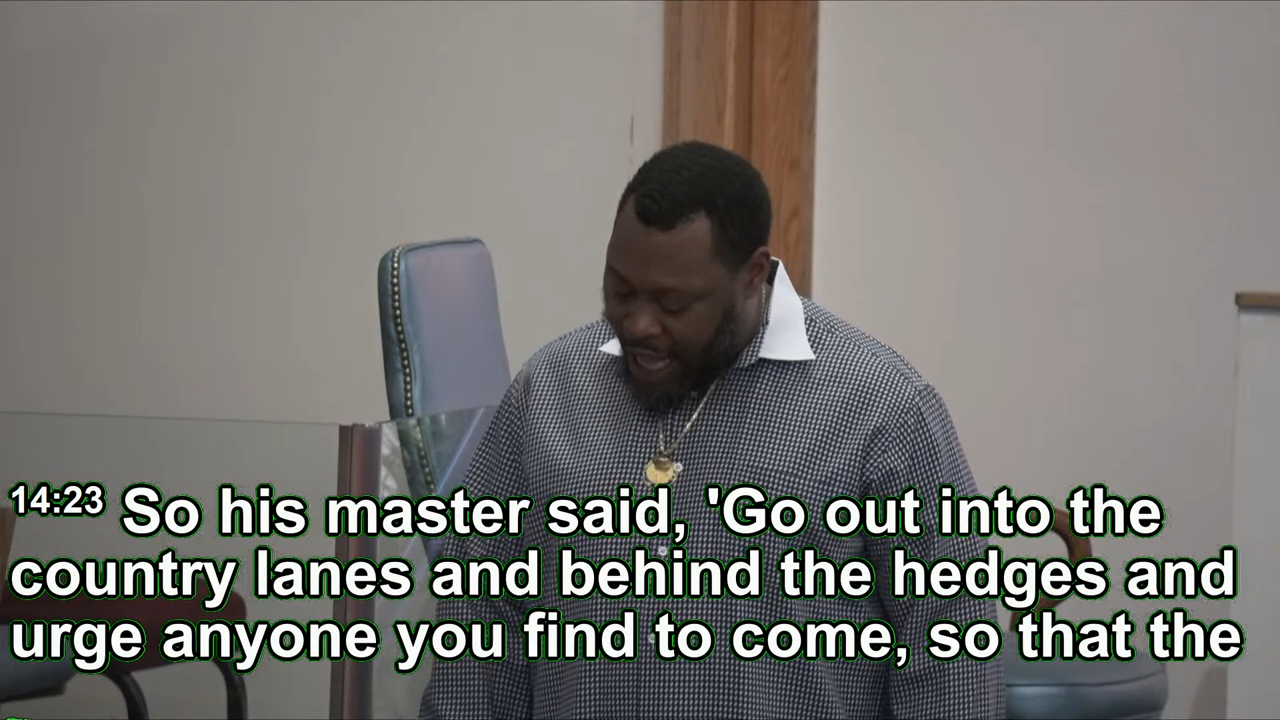 14:23 So his master said, 'Go out into the
country lanes and behind the hedges and
urge anyone you find to come, so that the